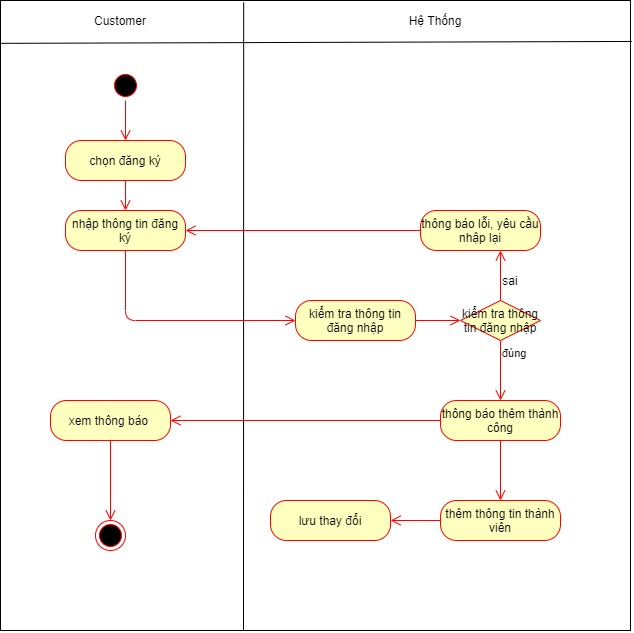 Customer
Hệ Thống
chọn đăng ký
nhập thông tin đăng
ký
thông báo lỗi, yêu cầu
nhập lại
sai
kiểm tra thông tin
đăng nhập
kiểm tra thông
tin đăng nhập
đúng
xem thông báo
thông báo thêm thành
công
lưu thay đổi
thêm thông tin thành
viên